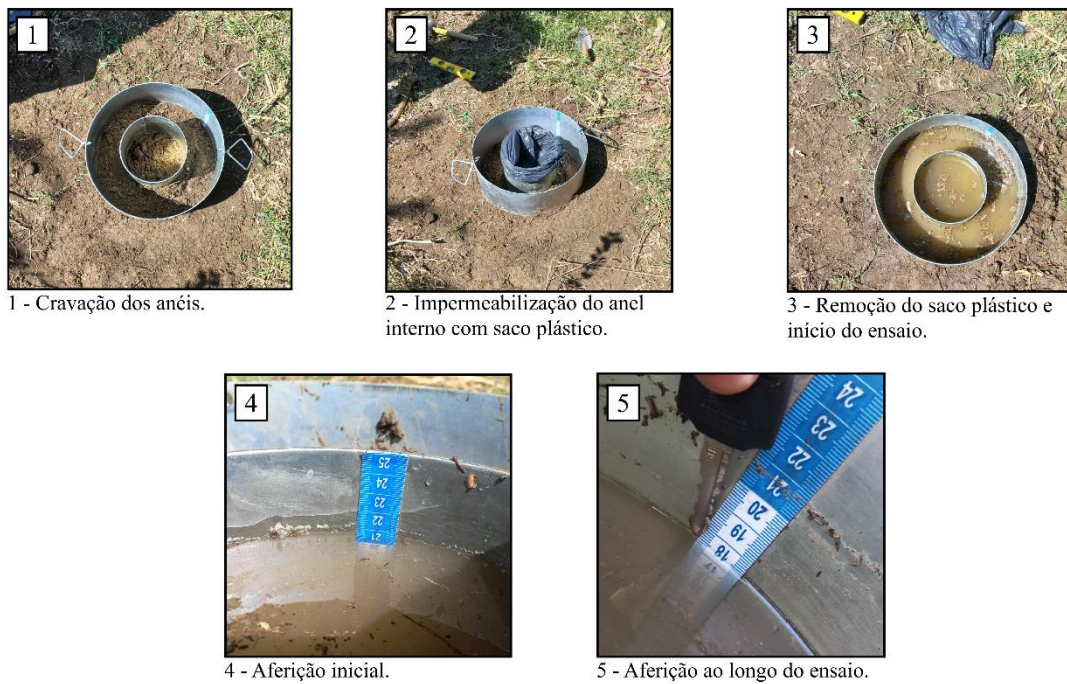 1
2
3
1 - Cravação dos anéis.
2 - Impermeabilização do anel
interno com saco plástico.
3 - Remoção do saco plástico e
início do ensaio.
4
25
24
23
22
21
20
5
24
23
22
21
20
19
18
17
4 - Aferição inicial.
5 - Aferição ao longo do ensaio.